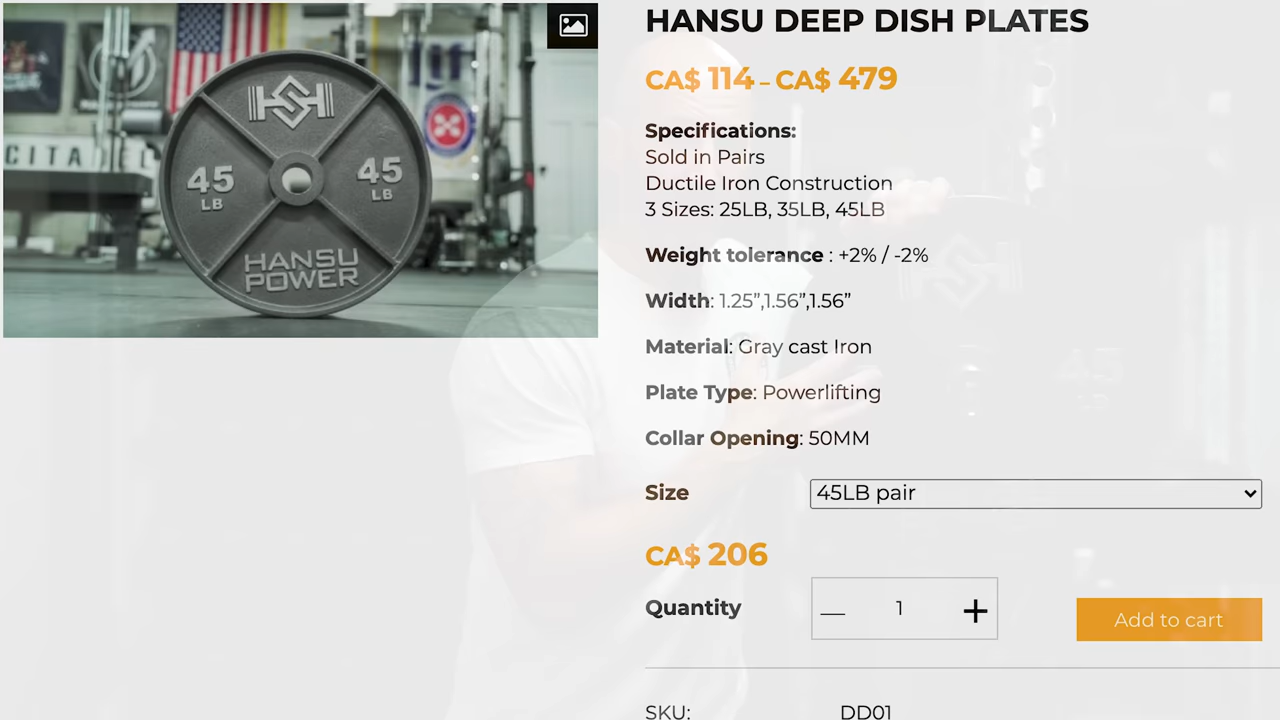 HANSU DEEP DISH PLATES
CA$ 114 – CA$ 479
Specifications:
Sold in Pairs
Ductile Iron Construction
3 Sizes: 25LB, 35LB, 45LB
Weight tolerance : +2% / -2%
Width: 1.25”,1.56”,1.56”
Material: Gray cast Iron
Plate Type: Powerlifting
Collar Opening: 50MM
Size 45LB pair
CA$ 206
Quantity — 1 +
Add to cart
SKU: DD01
CITADEL
HSH
45 LB
45 LB
HANSU
POWER